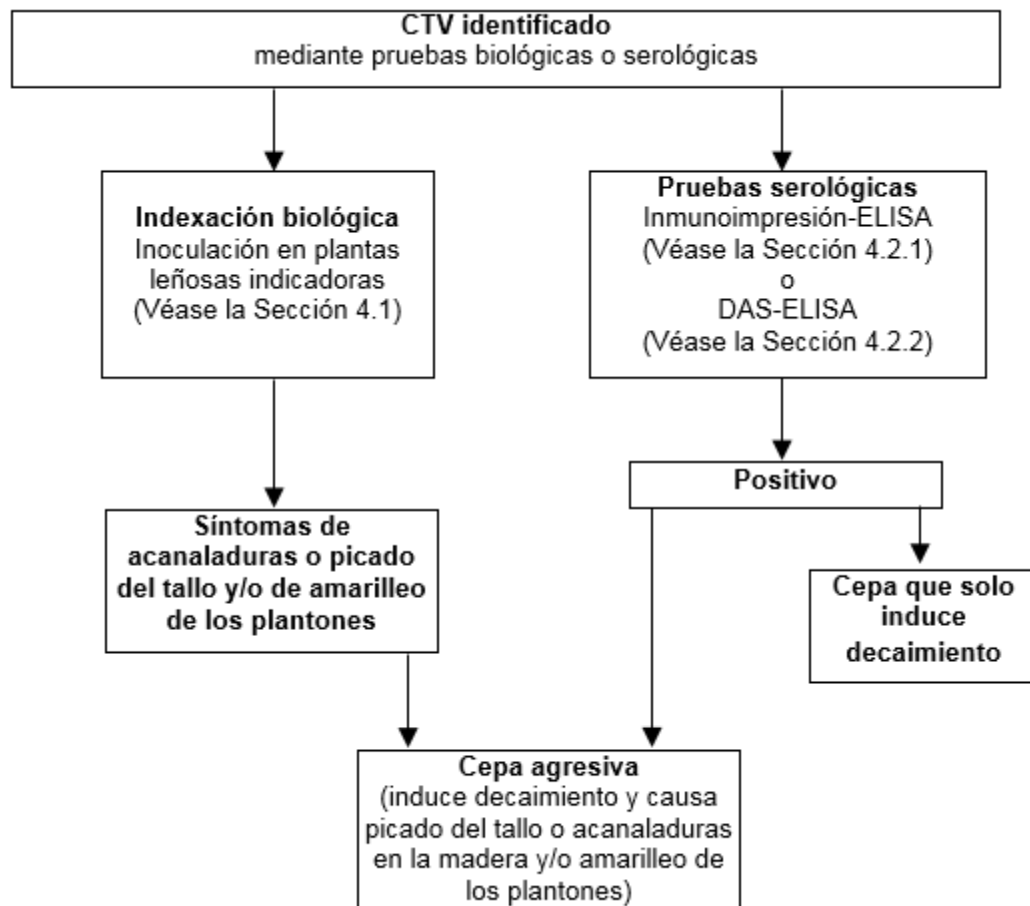 CTV identificado
mediante pruebas biológicas o serológicas
Indexación biológica
Inoculación en plantas
leñosas indicadoras
(Véase la Sección 4.1)
Pruebas serológicas
Inmunoimpresión-ELISA
(Véase la Sección 4.2.1)
o
DAS-ELISA
(Véase la Sección 4.2.2)
Positivo
Síntomas de
acanaladuras o picado
del tallo y/o de amarilleo
de los plantones
Cepa que solo
induce
decaimiento
Cepa agresiva
(induce decaimiento y causa
picado del tallo o acanaladuras
en la madera y/o amarilleo de
los plantones)